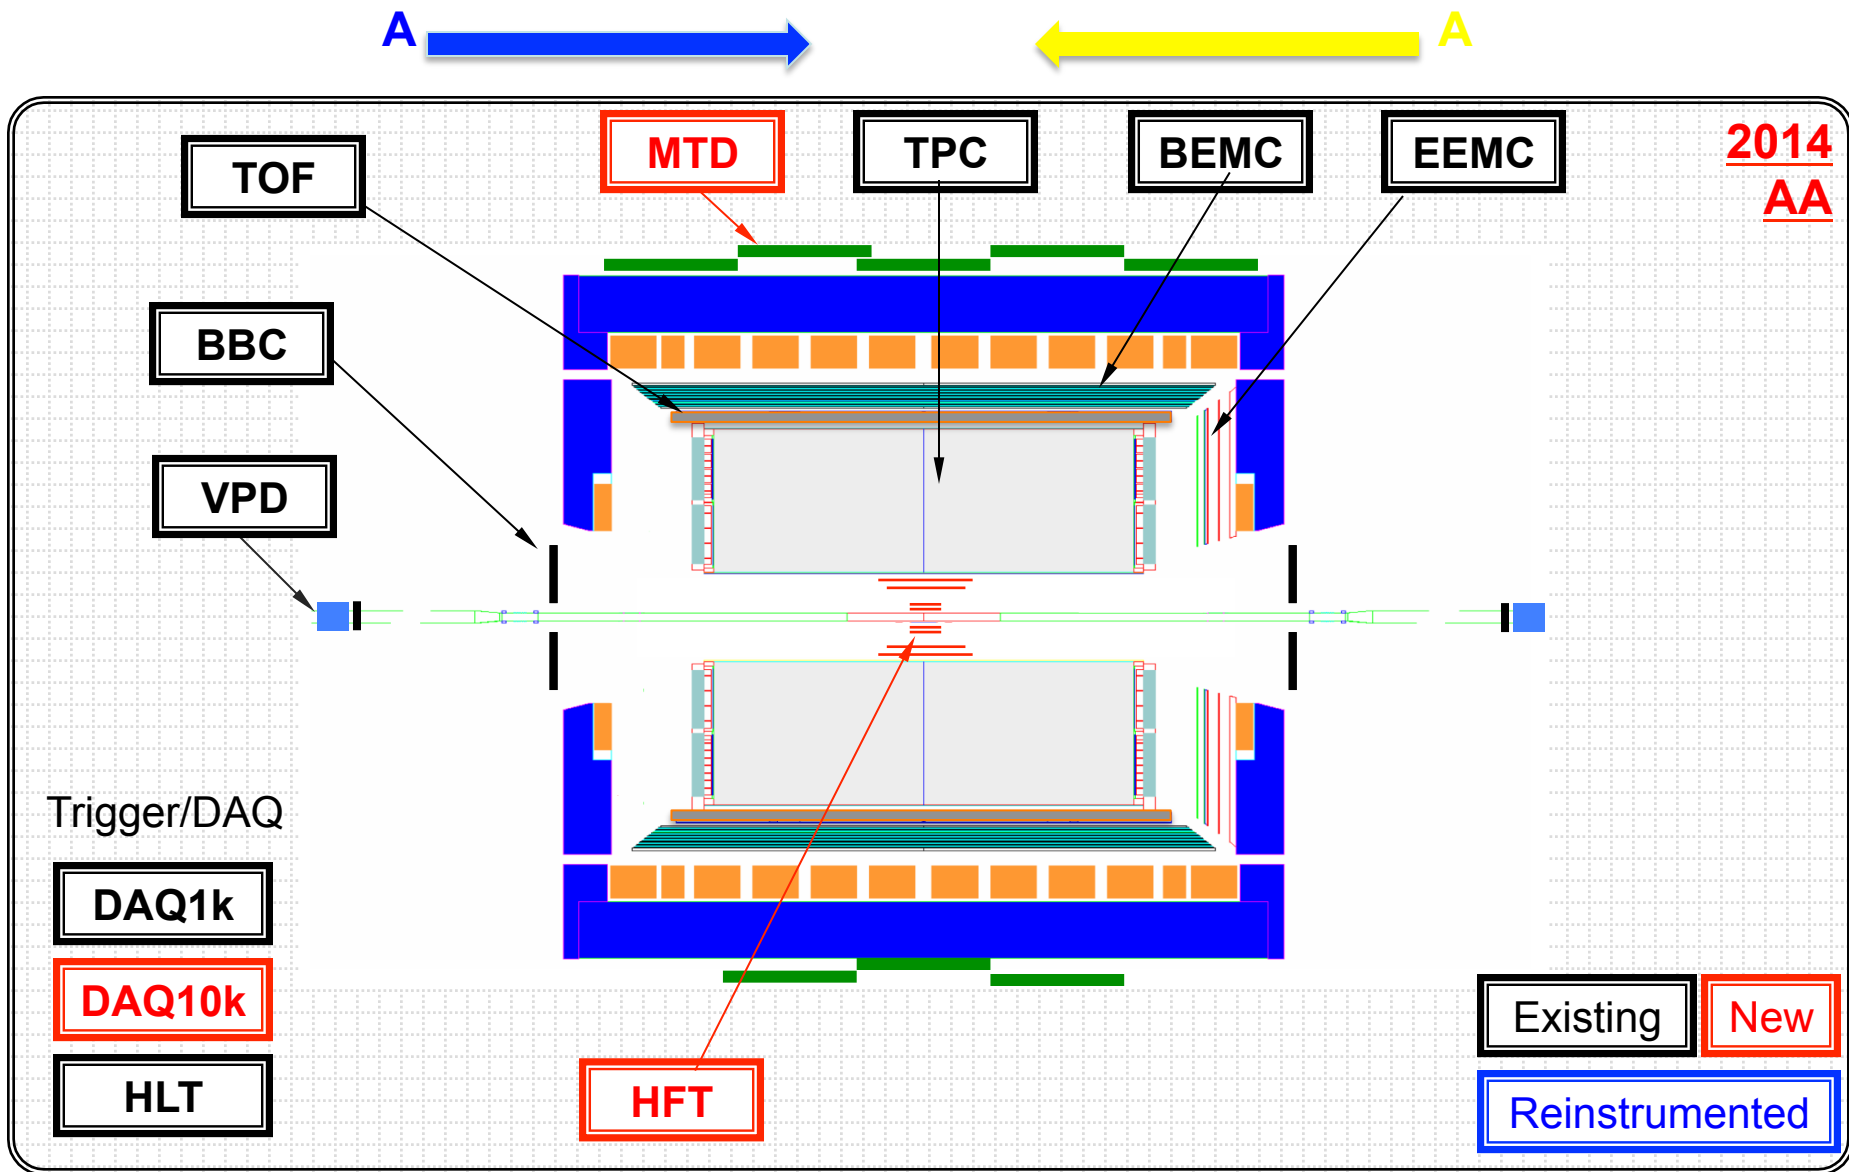 A
A
MTD
TPC
BEMC
EEMC
2014
AA
TOF
BBC
VPD
Trigger/DAQ
DAQ1k
DAQ10k
HLT
HFT
Existing
New
Reinstrumented